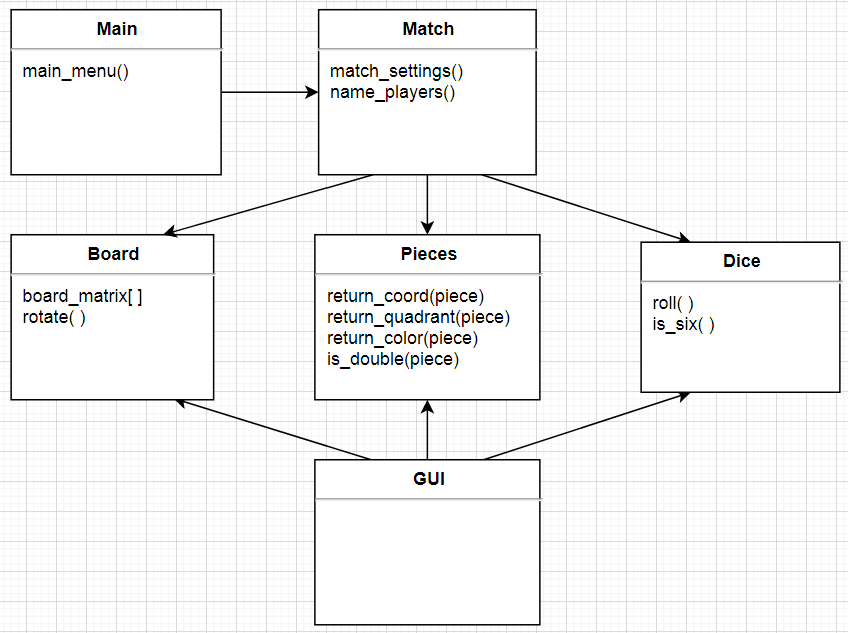 Main
main_menu()
Match
match_settings()
name_players()
Board
board_matrix[ ]
rotate( )
Pieces
return_coord(piece)
return_quadrant(piece)
return_color(piece)
is_double(piece)
Dice
roll( )
is_six( )
GUI